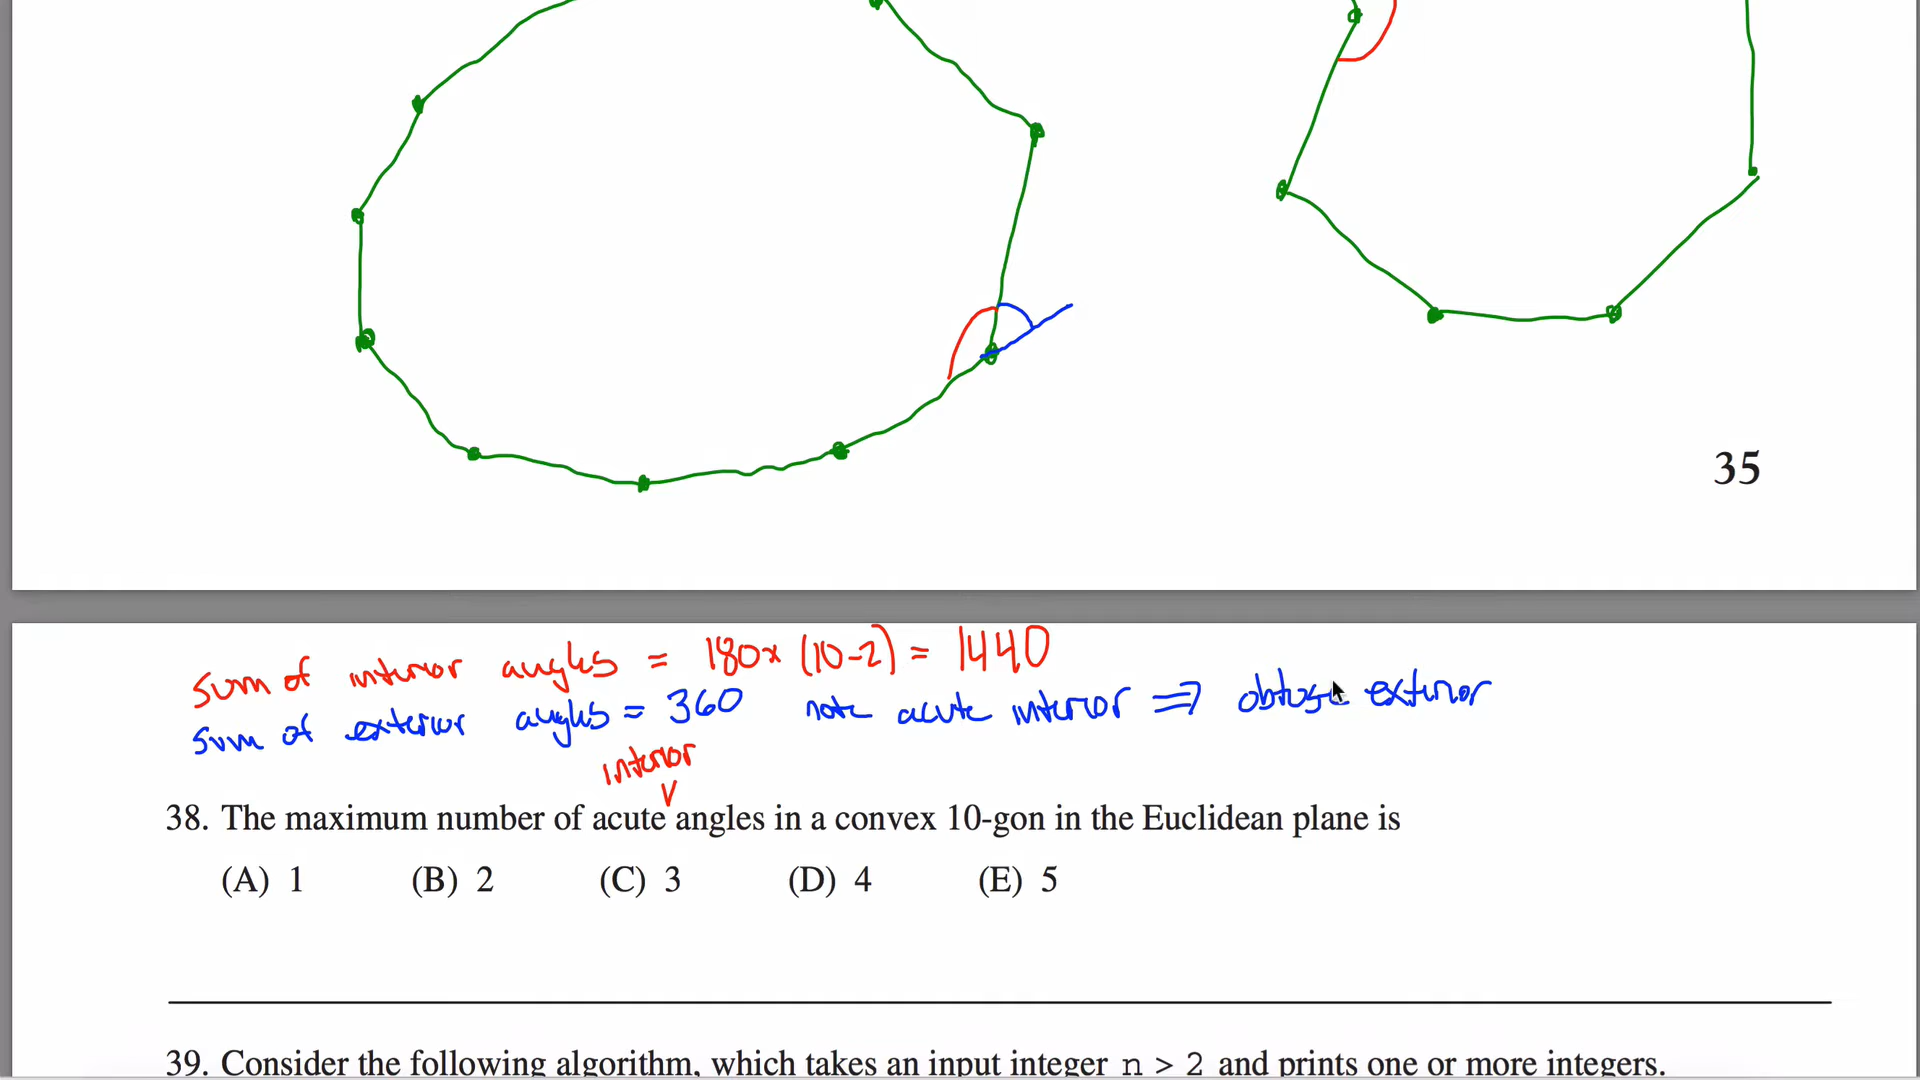 35
sum of interior angles = 180x (10-2) = 1440
sum of exterior angles = 360 note acute interior ⇒ obtuse exterior
interior
38. The maximum number of acute angles in a convex 10-gon in the Euclidean plane is
(A) 1 (B) 2 (C) 3 (D) 4 (E) 5
39. Consider the following algorithm, which takes an input integer n > 2 and prints one or more integers.